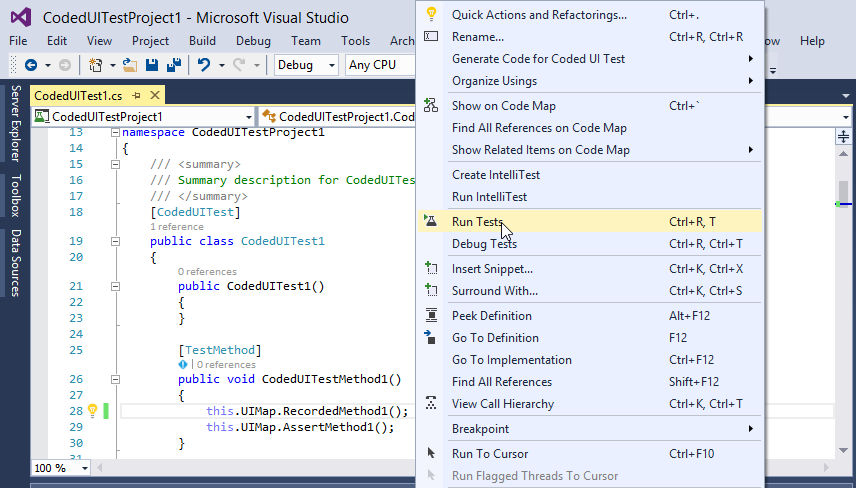 CodedUITestProject1 - Microsoft Visual Studio
File Edit View Project Build Debug Team Tools Arch ow Help
Debug Any CPU
Server Explorer
Toolbox
Data Sources
CodedUITest1.cs
CodedUITestProject1 CodedUITestProject1.Cod
13 namespace CodedUITestProject1
14 {
15 /// <summary>
16 /// Summary description for CodedUITes
17 /// </summary>
18 [CodedUITest]
1 reference
19 public class CodedUITest1
20 {
0 references
21 public CodedUITest1()
22 {
23 }
24
25 [TestMethod]
| 0 references
26 public void CodedUITestMethod1()
27 {
28 this.UIMap.RecordedMethod1();
29 this.UIMap.AssertMethod1();
30 }
31
100 %
Quick Actions and Refactorings... Ctrl+.
Rename... Ctrl+R, Ctrl+R
Generate Code for Coded UI Test
Organize Usings
Show on Code Map Ctrl+`
Find All References on Code Map
Show Related Items on Code Map
Create IntelliTest
Run IntelliTest
Run Tests Ctrl+R, T
Debug Tests Ctrl+R, Ctrl+T
Insert Snippet... Ctrl+K, Ctrl+X
Surround With... Ctrl+K, Ctrl+S
Peek Definition Alt+F12
Go To Definition F12
Go To Implementation Ctrl+F12
Find All References Shift+F12
View Call Hierarchy Ctrl+K, Ctrl+T
Breakpoint
Run To Cursor Ctrl+F10
Run Flagged Threads To Cursor